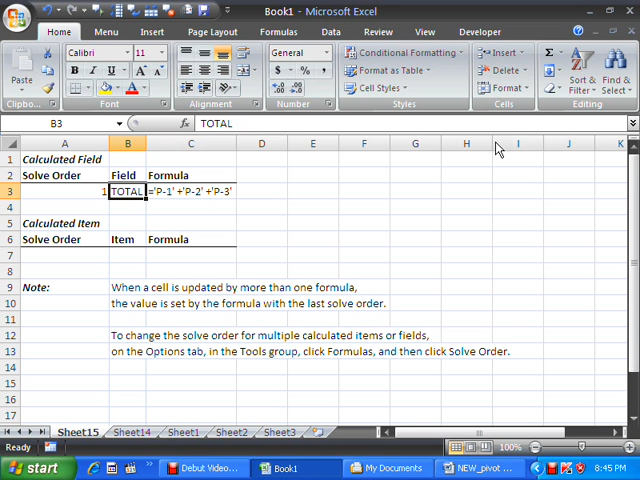 Book1 - Microsoft Excel
Home Menu Insert Page Layout Formulas Data Review View Developer
Calibri 11 General Conditional Formatting Insert Σ
Paste B I U A A $ % , Format as Table Delete Sort & Find &
Cell Styles Format Filter Select
Clipbo... Font Alignment Number Styles Cells Editing
B3 fx TOTAL
A B C D E F G H I J K
1 Calculated Field
2 Solve Order Field Formula
3 1 TOTAL ='P-1' +'P-2' +'P-3'
4
5 Calculated Item
6 Solve Order Item Formula
7
8
9 Note: When a cell is updated by more than one formula,
10 the value is set by the formula with the last solve order.
11
12 To change the solve order for multiple calculated items or fields,
13 on the Options tab, in the Tools group, click Formulas, and then click Solve Order.
14
15
16
17
Sheet15 Sheet14 Sheet1 Sheet2 Sheet3
Ready 100%
start Debut Video... Book1 My Documents NEW_pivot ... 8:45 PM